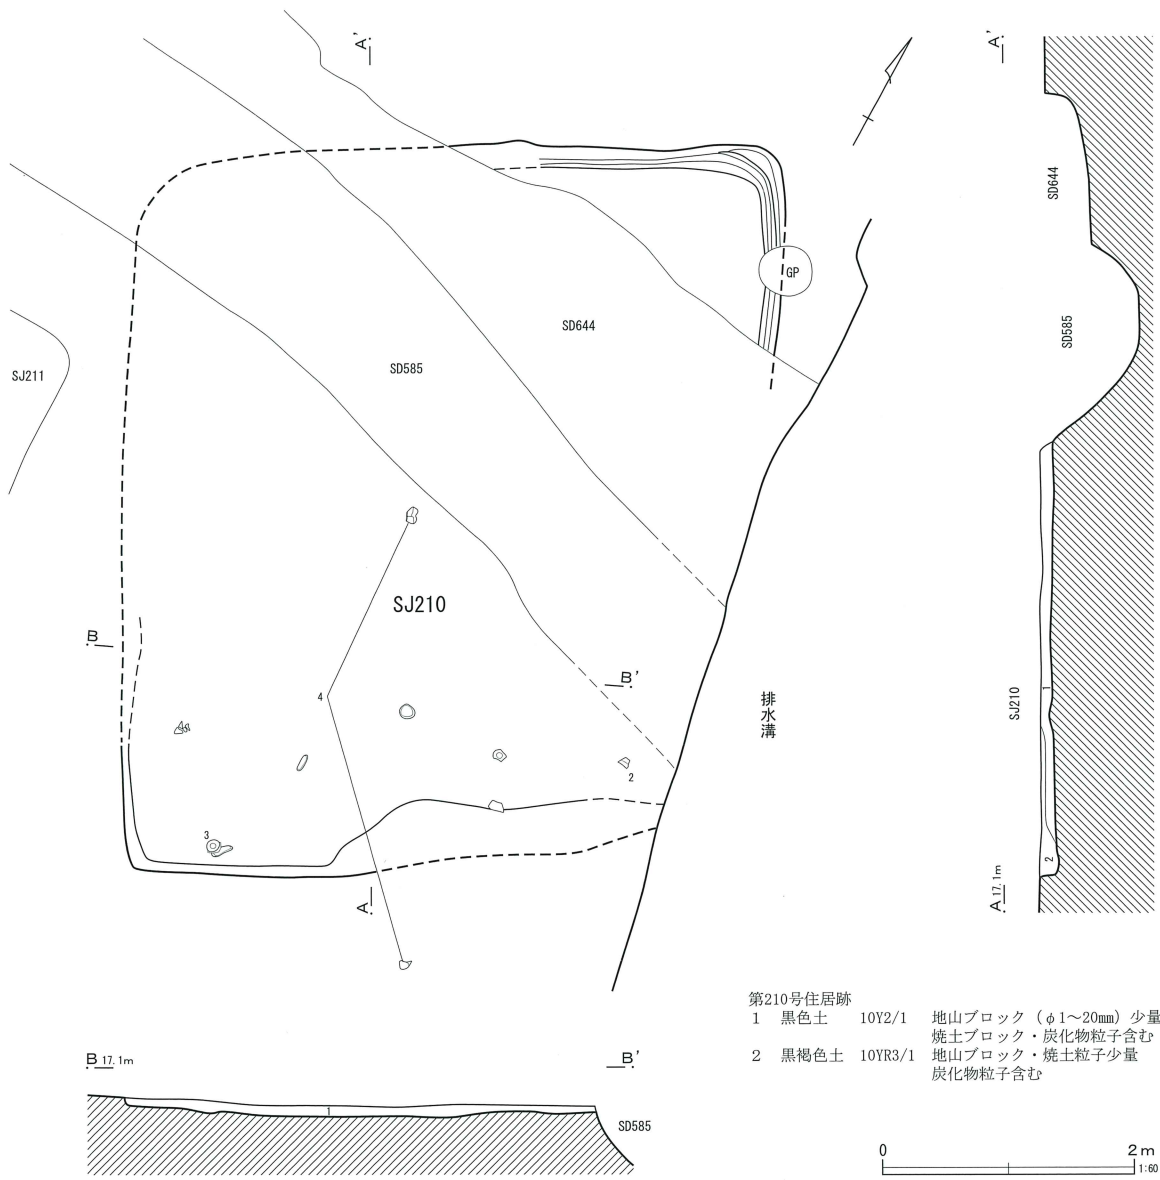 A'
A'
SD644
GP
SD644
SD585
SJ211
SD585
SJ210
B
B'
4
排水溝
SJ210
1
2
3
2
A
A 17.1m
第210号住居跡
1 黒色土 10Y2/1 地山ブロック（φ1～20mm）少量
焼土ブロック・炭化物粒子含む
2 黒褐色土 10YR3/1 地山ブロック・焼土粒子少量
炭化物粒子含む
B 17.1m
B'
1
SD585
0 2m
1:60